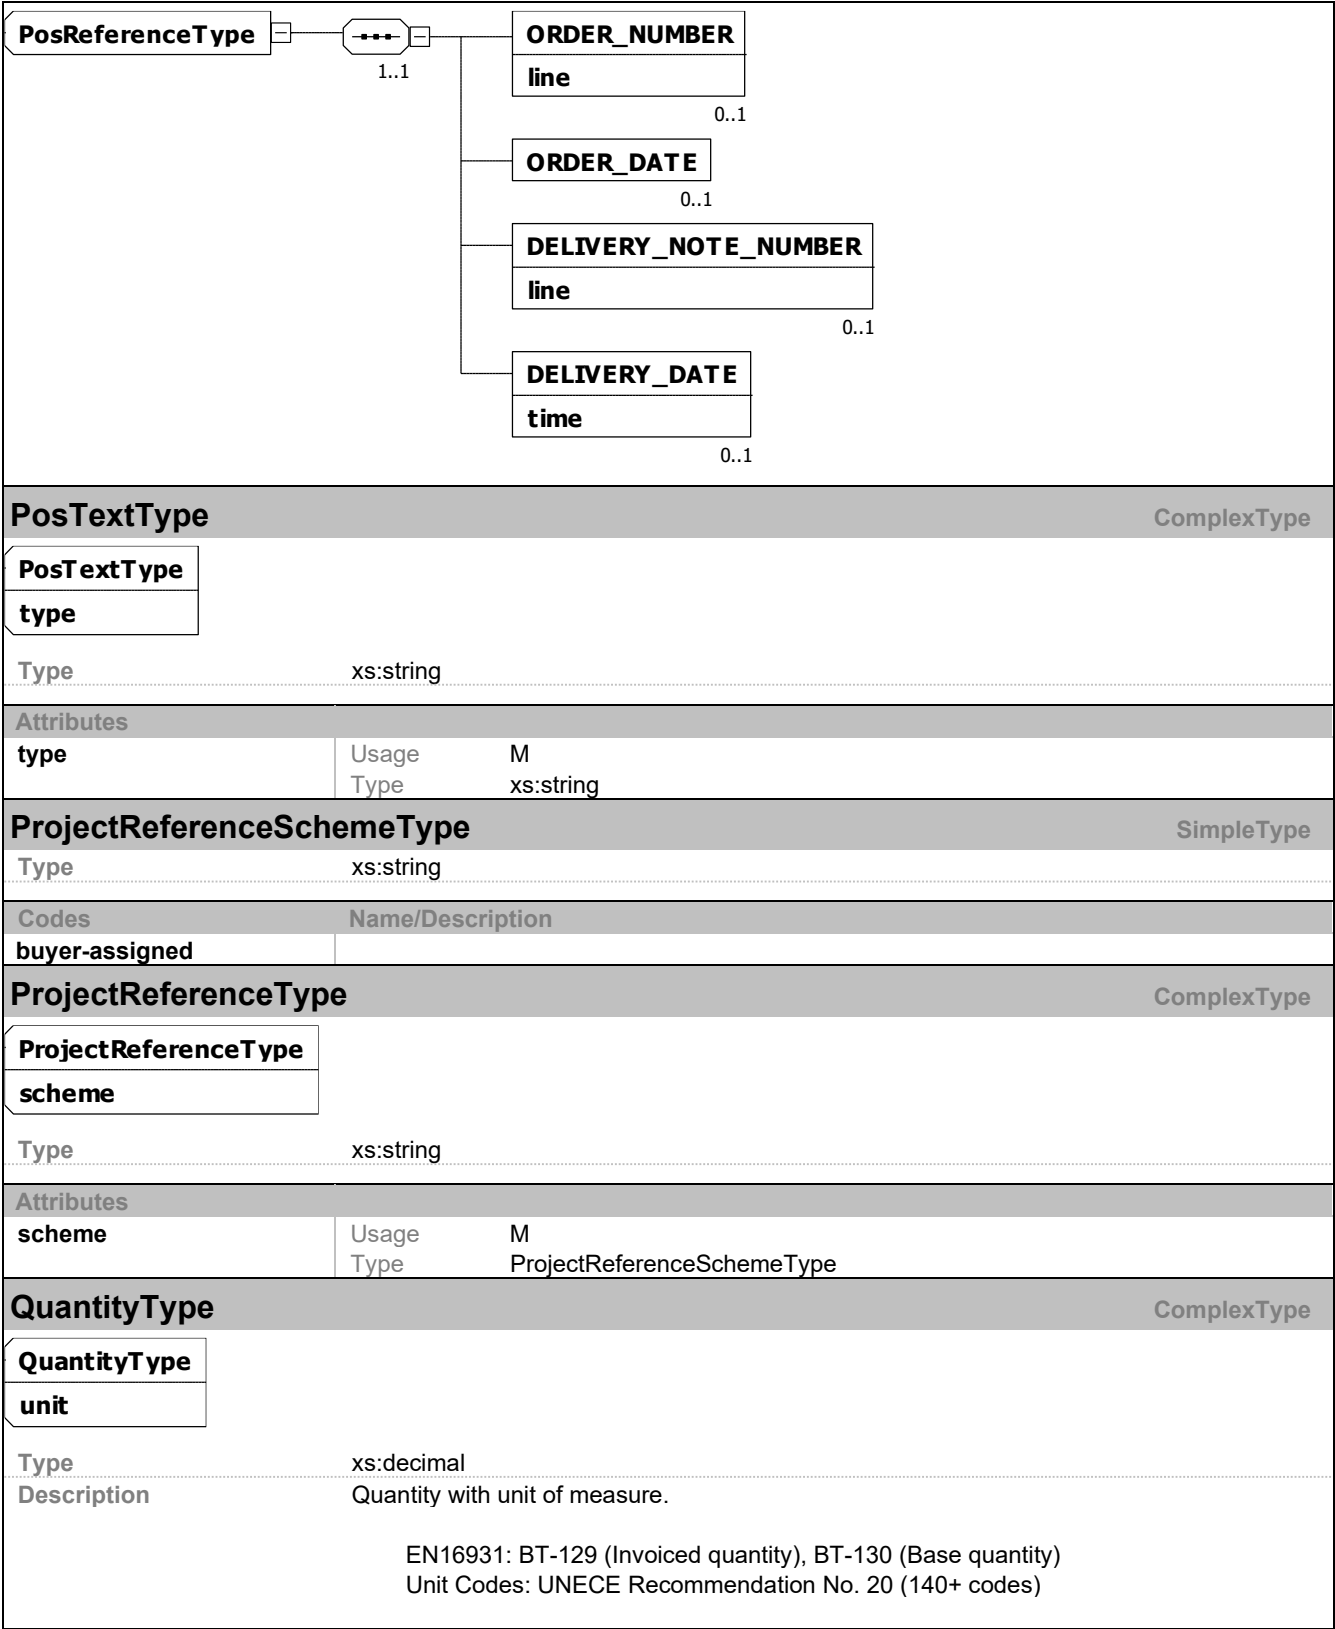 PosReferenceType
1..1
ORDER_NUMBER
line
0..1
ORDER_DATE
0..1
DELIVERY_NOTE_NUMBER
line
0..1
DELIVERY_DATE
time
0..1
PosTextType ComplexType
PosTextType
type
Type xs:string
Attributes
type Usage M
Type xs:string
ProjectReferenceSchemeType SimpleType
Type xs:string
Codes Name/Description
buyer-assigned
ProjectReferenceType ComplexType
ProjectReferenceType
scheme
Type xs:string
Attributes
scheme Usage M
Type ProjectReferenceSchemeType
QuantityType ComplexType
QuantityType
unit
Type xs:decimal
Description Quantity with unit of measure.
EN16931: BT-129 (Invoiced quantity), BT-130 (Base quantity)
Unit Codes: UNECE Recommendation No. 20 (140+ codes)